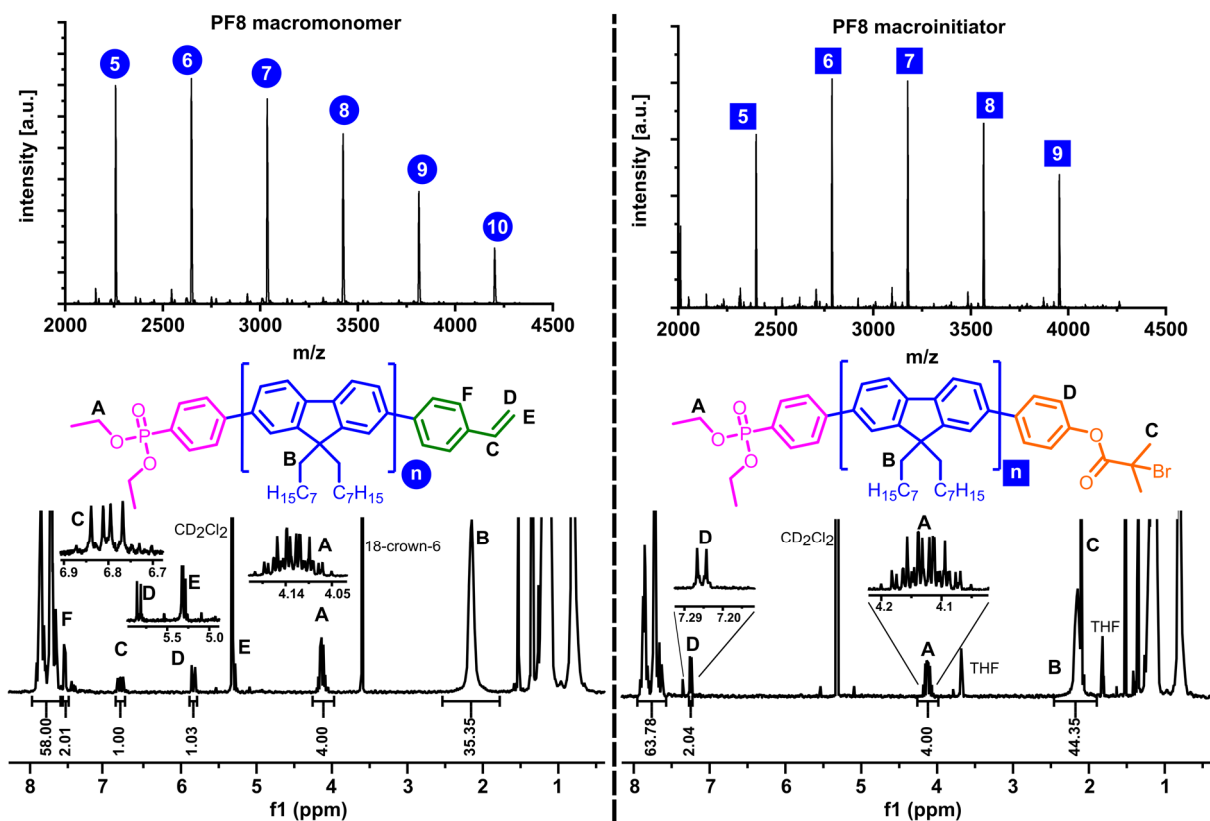 PF8 macromonomer
intensity [a.u.]
5
6
7
8
9
10
2000 2500 3000 3500 4000 4500
m/z
A
O
O
P
O
B
H15C7 C7H15
n
F
D
E
C
C
6.9 6.8 6.7
CD2Cl2
D
E
5.5 5.0
A
4.14 4.05
18-crown-6
B
F
C
D
E
A
58.00
2.01
1.00
1.03
4.00
35.35
8 7 6 5 4 3 2 1
f1 (ppm)
PF8 macroinitiator
intensity [a.u.]
5
6
7
8
9
2000 2500 3000 3500 4000 4500
m/z
A
O
O
P
O
B
H15C7 C7H15
n
D
O
O
C
Br
D
7.29 7.20
CD2Cl2
A
4.2 4.1
D
A
THF
B
C
THF
63.78
2.04
4.00
44.35
8 7 6 5 4 3 2 1
f1 (ppm)